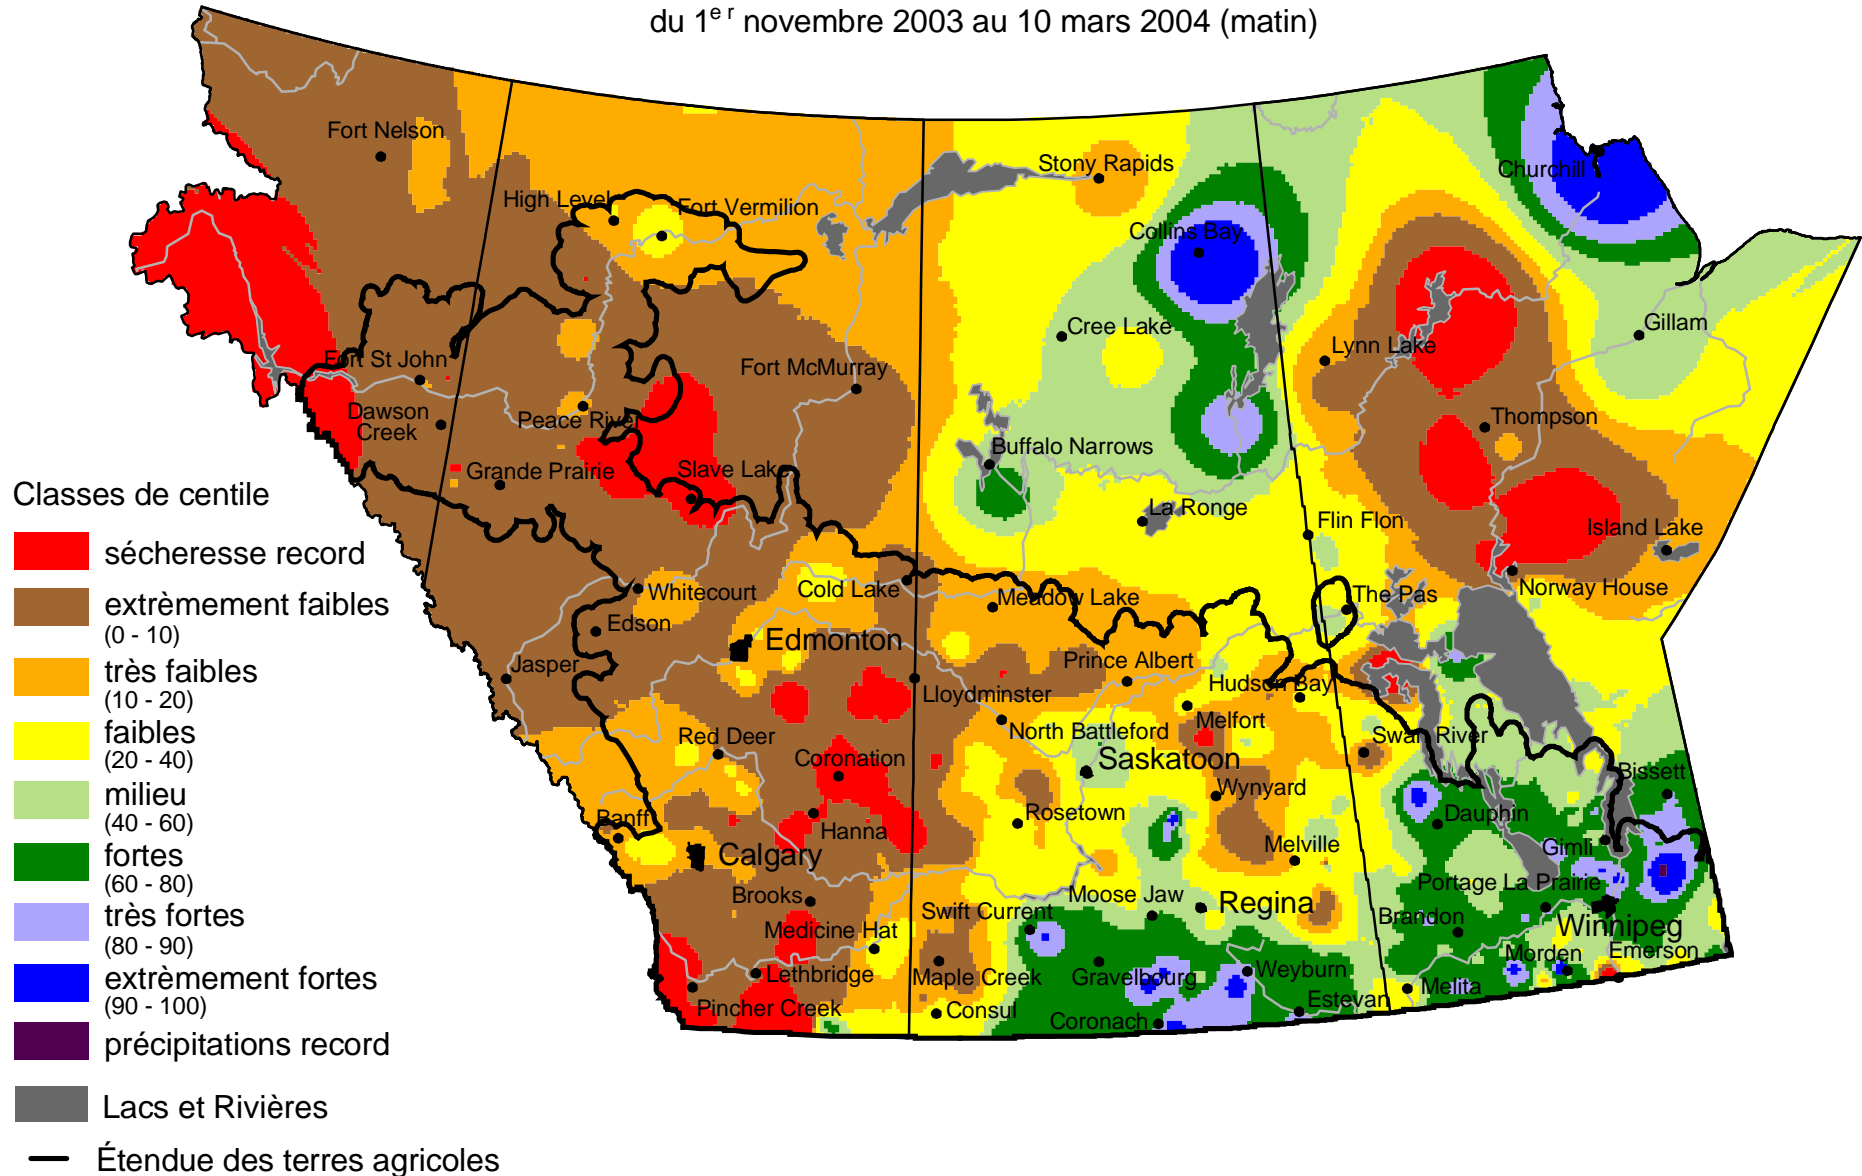 du 1er novembre 2003 au 10 mars 2004 (matin)
Fort Nelson
Churchill
Stony Rapids
High Level
Fort Vermilion
Collins Bay
Cree Lake
Gillam
Lynn Lake
Fort St John
Fort McMurray
Dawson
Creek
Peace River
Thompson
Buffalo Narrows
Grande Prairie
Slave Lake
La Ronge
Flin Flon
Island Lake
Whitecourt
Cold Lake
Meadow Lake
The Pas
Norway House
Edson
Edmonton
Jasper
Prince Albert
Hudson Bay
Lloydminster
Melfort
North Battleford
Red Deer
Swan River
Coronation
Saskatoon
Bissett
Wynyard
Banff
Hanna
Rosetown
Dauphin
Calgary
Melville
Gimli
Brooks
Moose Jaw
Portage La Prairie
Swift Current
Regina
Brandon
Winnipeg
Medicine Hat
Morden
Emerson
Lethbridge
Maple Creek
Gravelbourg
Weyburn
Melita
Pincher Creek
Consul
Coronach
Estevan
Classes de centile
sécheresse record
extrèmement faibles
(0 - 10)
très faibles
(10 - 20)
faibles
(20 - 40)
milieu
(40 - 60)
fortes
(60 - 80)
très fortes
(80 - 90)
extrèmement fortes
(90 - 100)
précipitations record
Lacs et Rivières
Étendue des terres agricoles